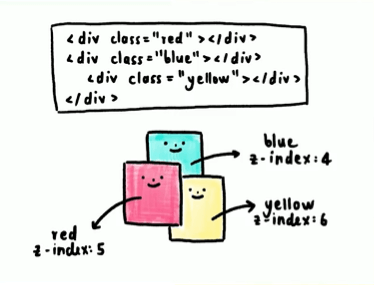 <div class="red"></div>
<div class="blue"></div>
<div class="yellow"></div>
</div>
blue
z-index:4
yellow
z-index:6
red
z-index:5